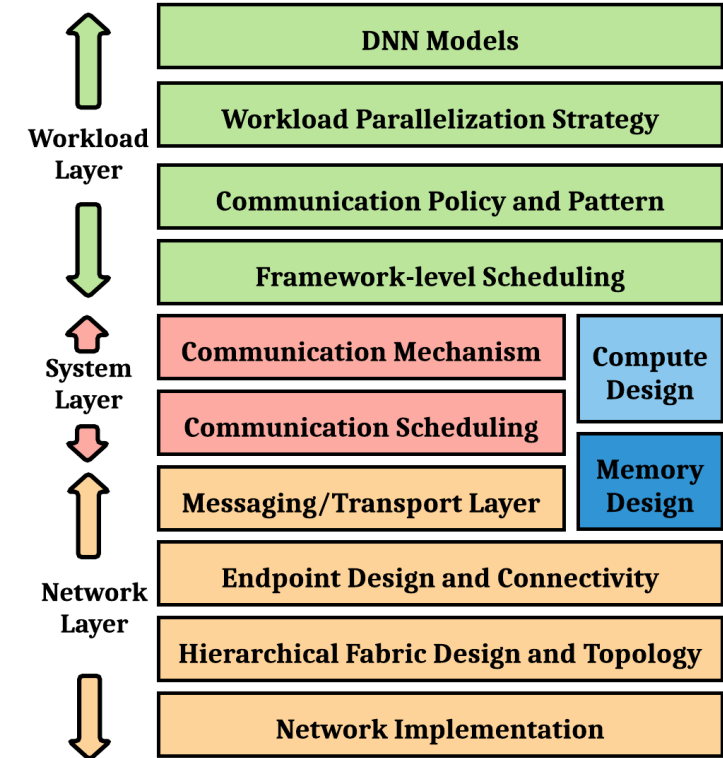 DNN Models
Workload Parallelization Strategy
Workload
Layer
Communication Policy and Pattern
Framework-level Scheduling
System
Layer
Communication Mechanism
Compute
Design
Communication Scheduling
Memory
Design
Messaging/Transport Layer
Network
Layer
Endpoint Design and Connectivity
Hierarchical Fabric Design and Topology
Network Implementation